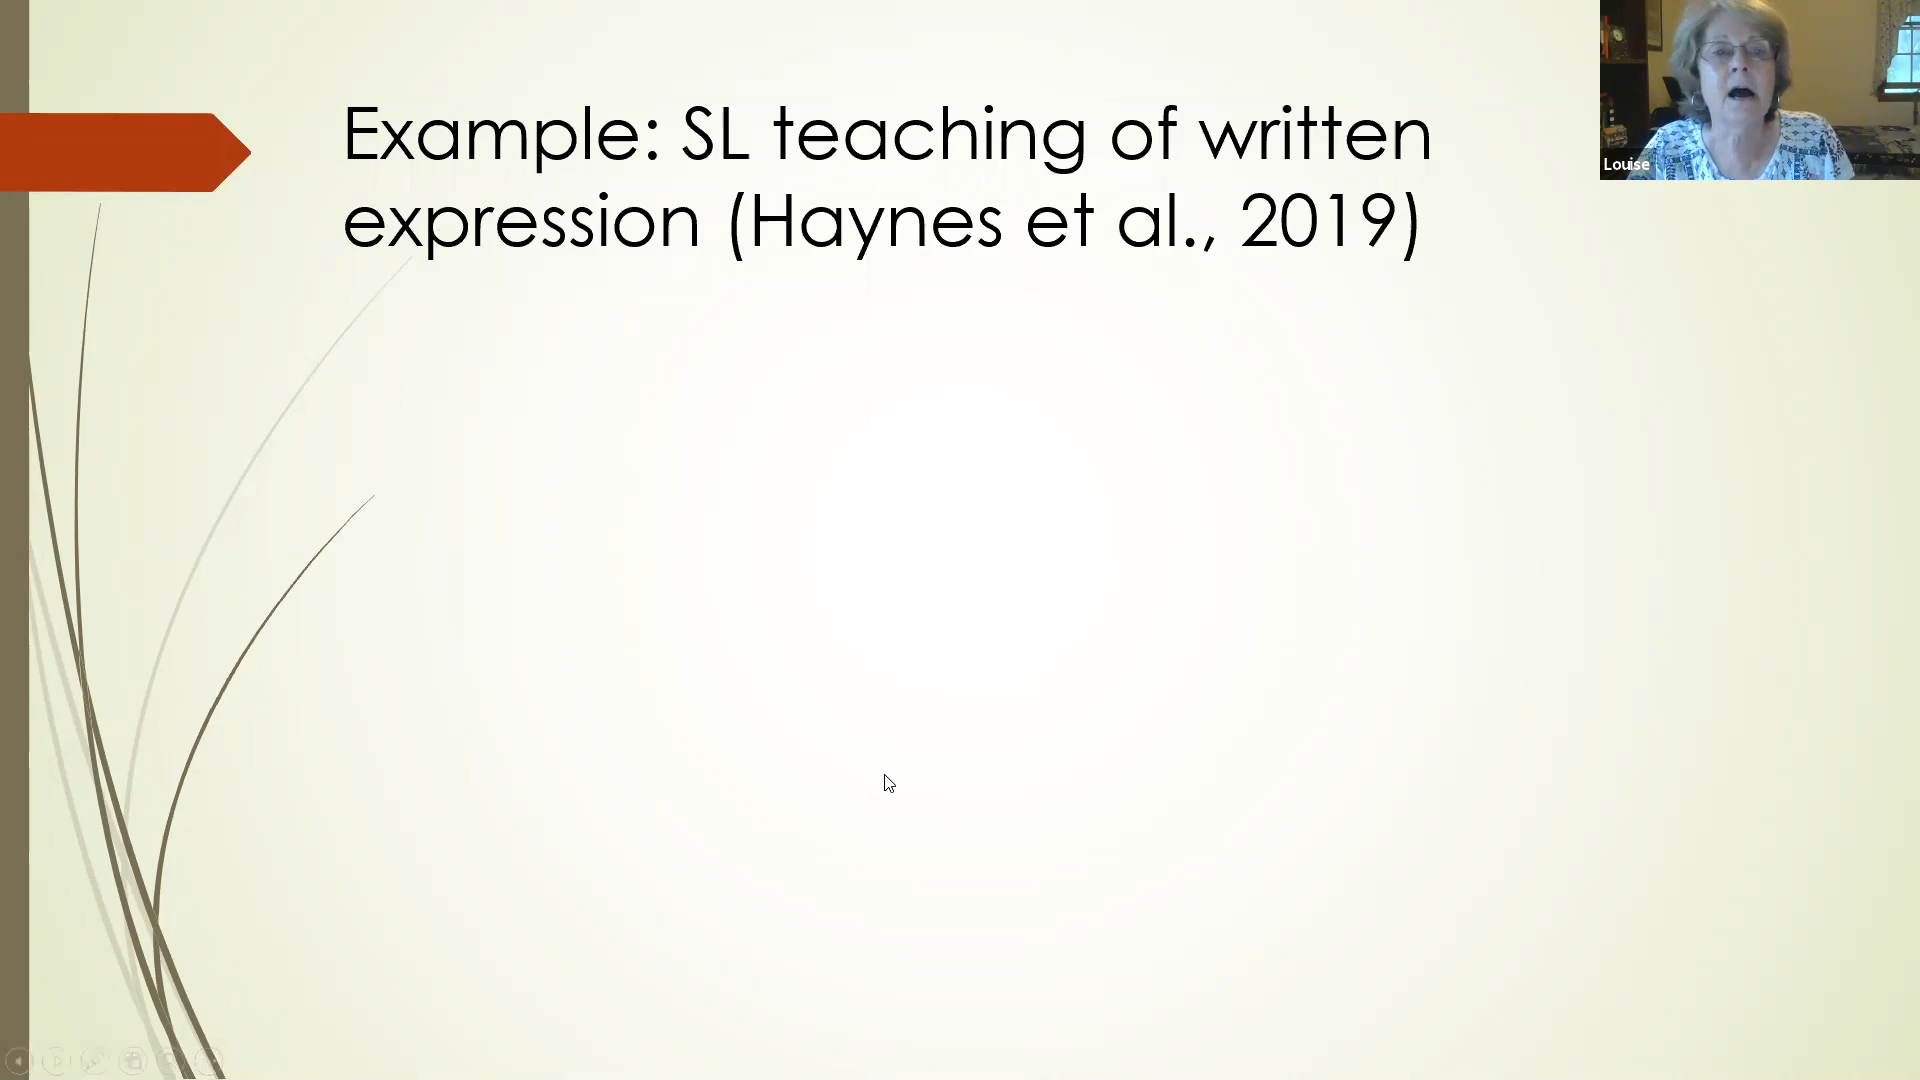 Example: SL teaching of written
expression (Haynes et al., 2019)
Louise